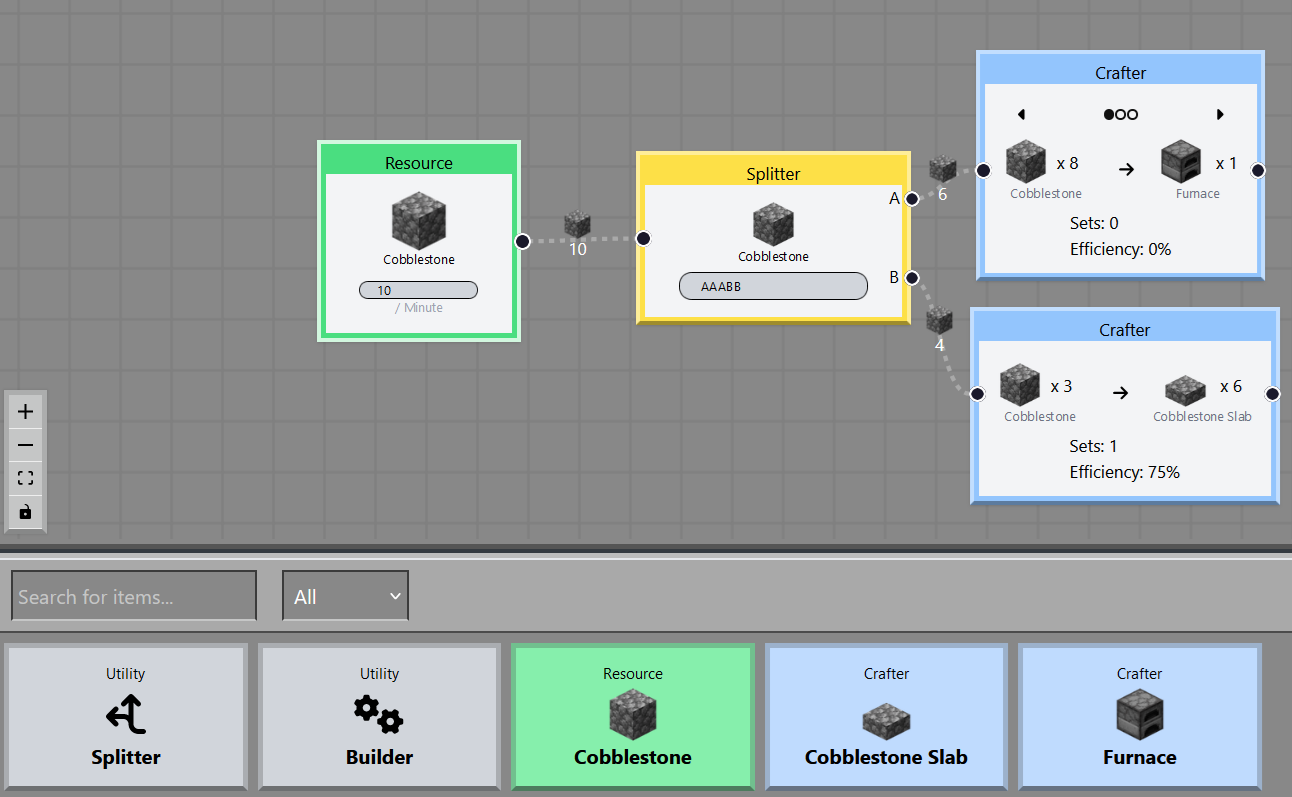 Resource
Cobblestone
10
/ Minute
10
Splitter
Cobblestone
AAABB
A
B
6
4
Crafter
x 8
x 1
Cobblestone
Furnace
Sets: 0
Efficiency: 0%
Crafter
x 3
x 6
Cobblestone
Cobblestone Slab
Sets: 1
Efficiency: 75%
Search for items...
All
Utility
Splitter
Utility
Builder
Resource
Cobblestone
Crafter
Cobblestone Slab
Crafter
Furnace